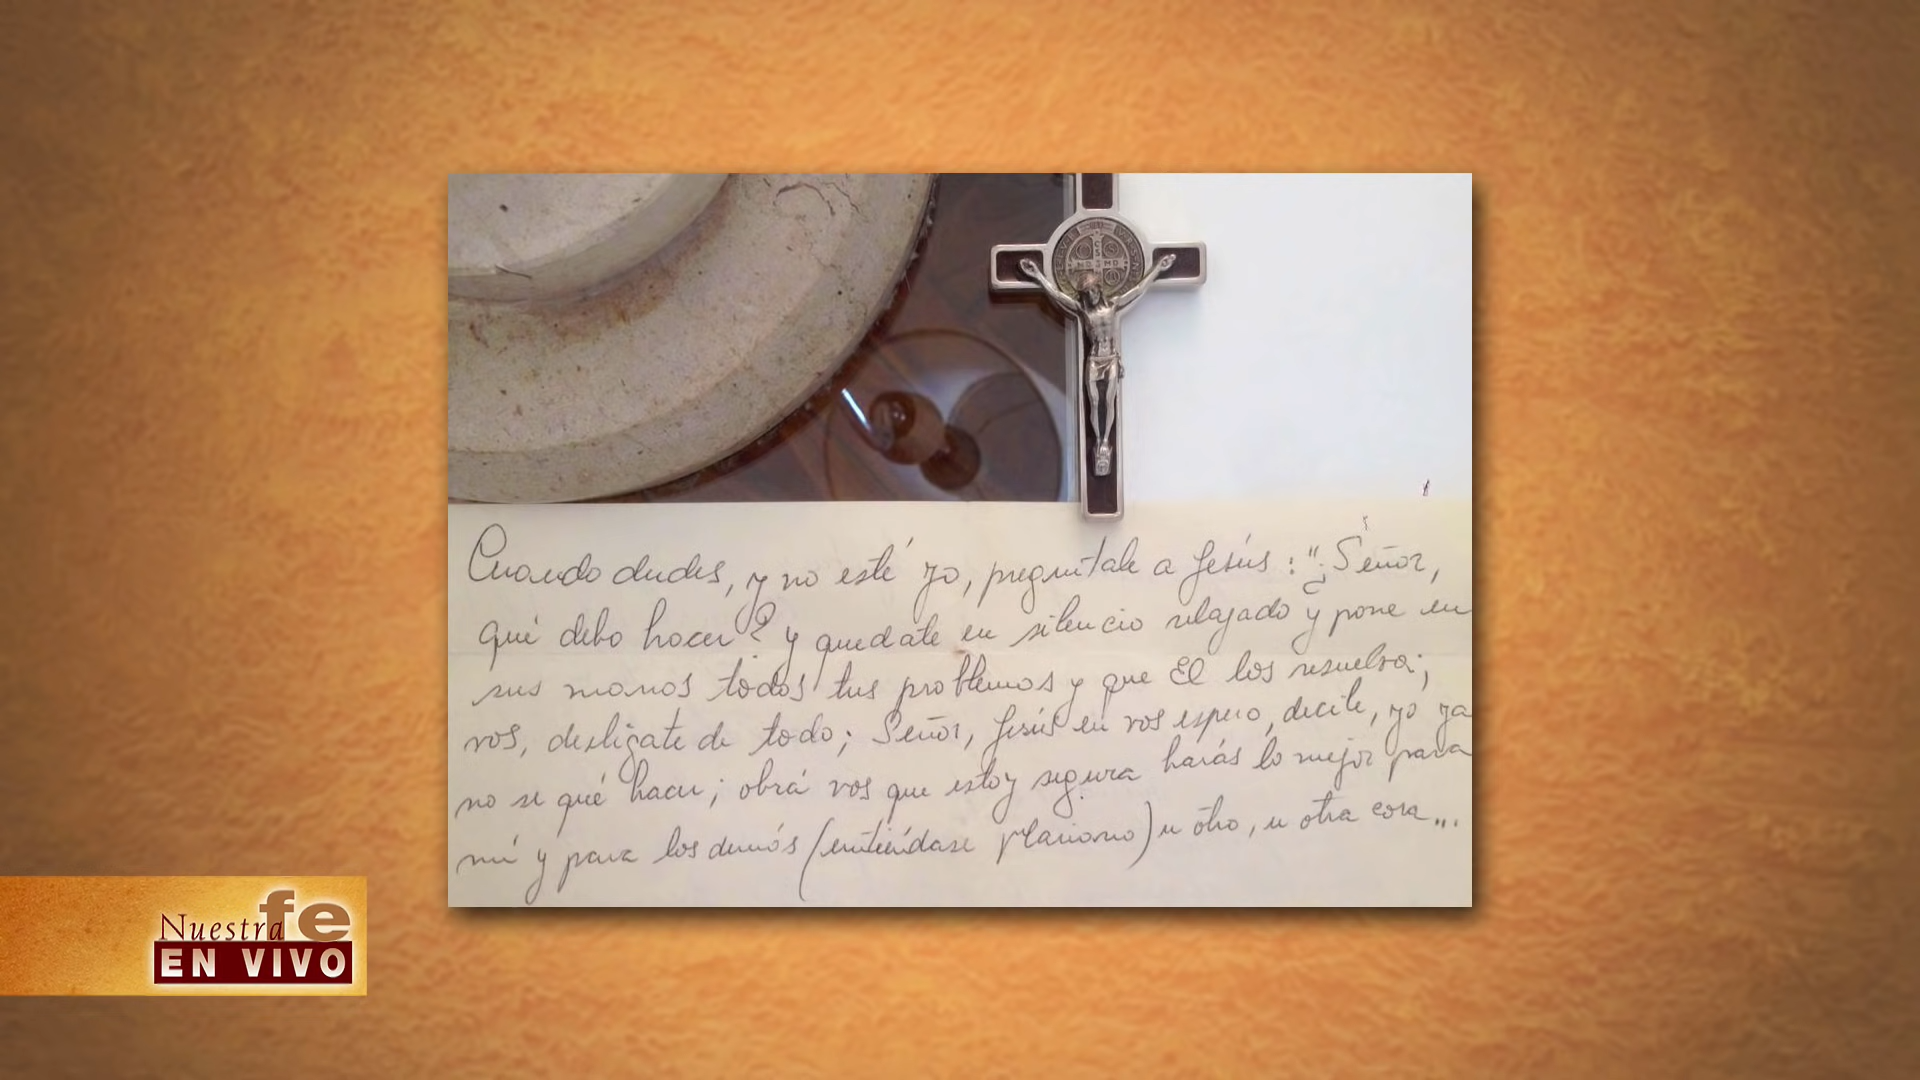 Cuando dudes, y no esté yo, preguntale a Jesús: "¿Señor,
qué debo hacer? y quedate en silencio relajado y pone en
sus manos todos tus problemas y que El los resuelva;
vos, desligate de todo; Señor, Jesús en vos espero, decile, yo ya
no se qué hacer; obrá vos que estoy segura harás lo mejor para
mí y para los demás (entiéndase Mariano) u otro, u otra cosa...
Nuestra fe
EN VIVO